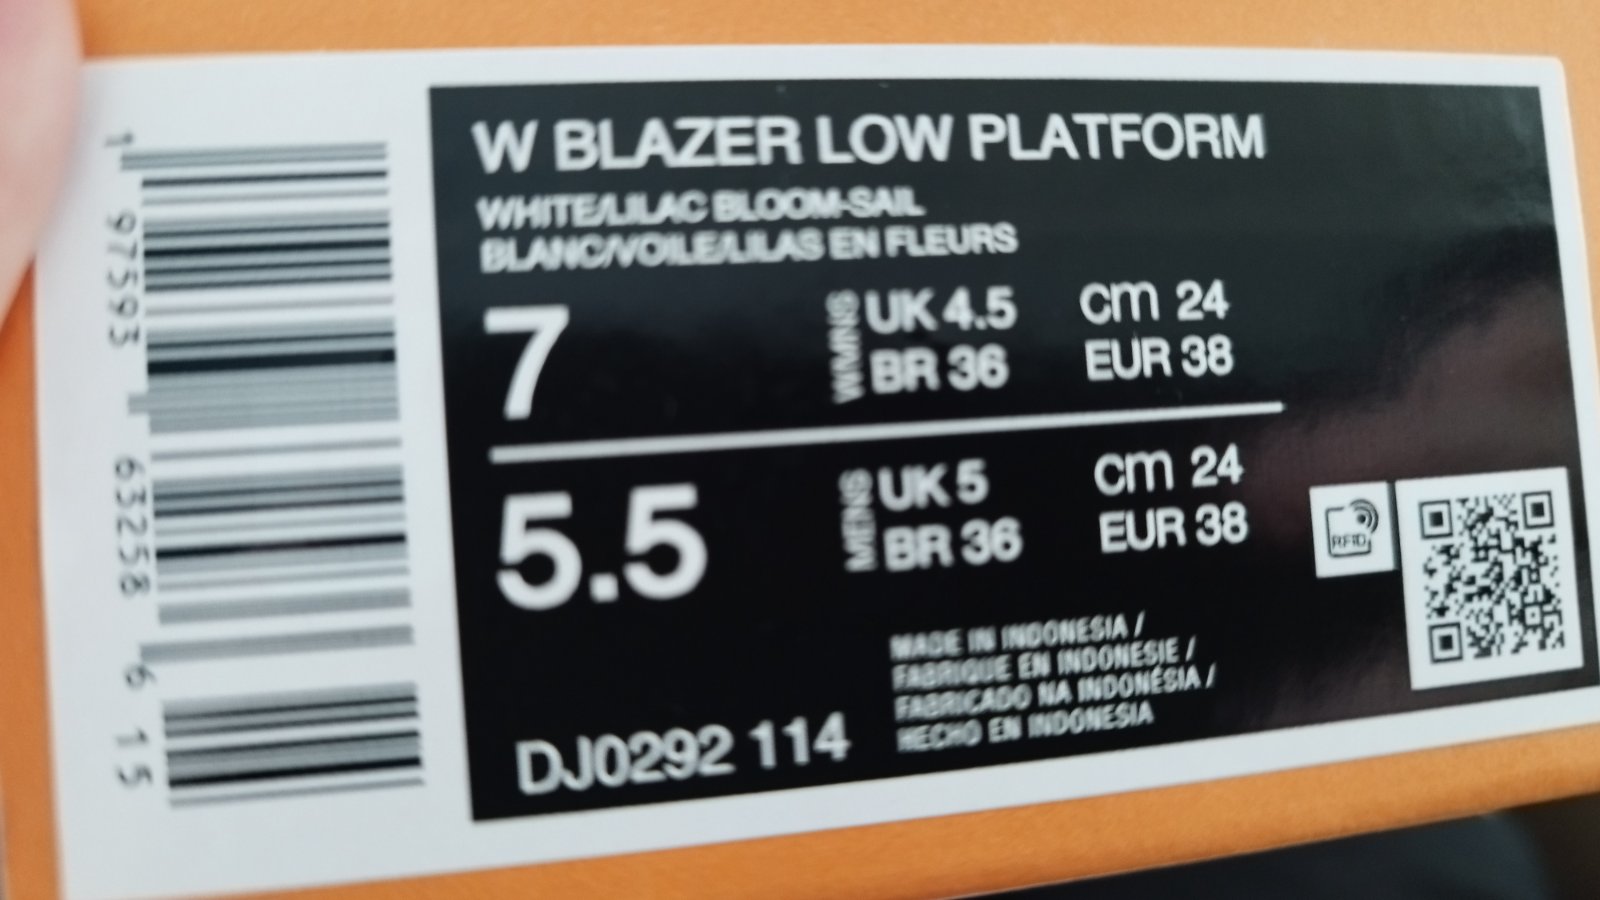 W BLAZER LOW PLATFORM
WHITE/LILAC BLOOM-SAIL
BLANC/VOILE/LILAS EN FLEURS
7
WMNS
UK 4.5 cm 24
BR 36 EUR 38
5.5
MENS
UK 5 cm 24
BR 36 EUR 38
MADE IN INDONESIA /
FABRIQUE EN INDONESIE /
FABRICADO NA INDONÉSIA /
HECHO EN INDONESIA
DJ0292 114
RFID
1 97593 63258 6 15